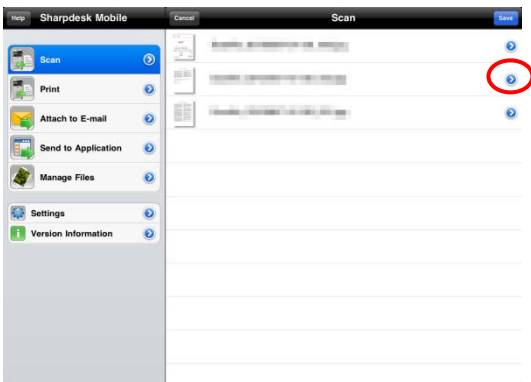 Help Sharpdesk Mobile Cancel Scan Save
Scan
Print
Attach to E-mail
Send to Application
Manage Files
Settings
Version Information